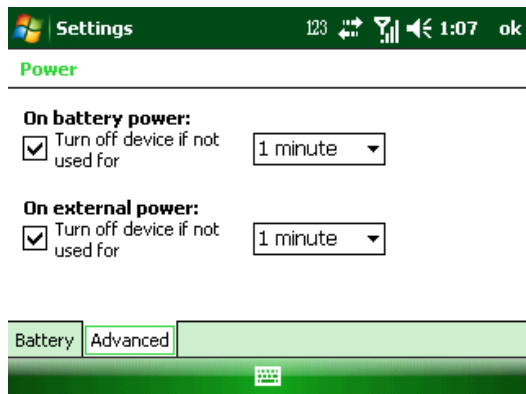 Settings 123 1:07 ok
Power
On battery power:
Turn off device if not
used for
1 minute
On external power:
Turn off device if not
used for
1 minute
Battery Advanced